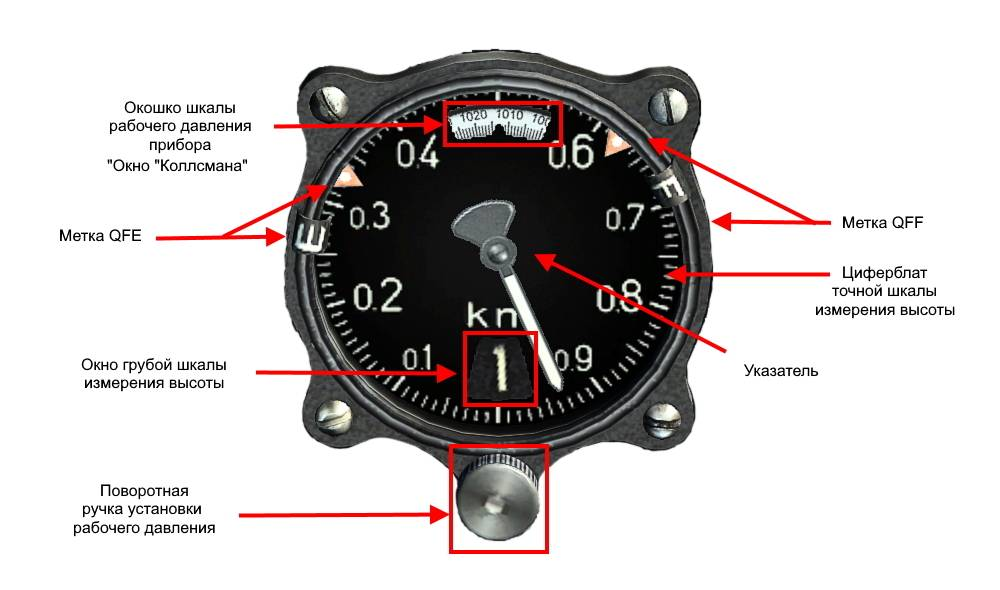 Окошко шкалы
рабочего давления
прибора
"Окно "Коллсмана"
1020 1010 100
0.4
0.6
0.3
0.7
E
F
Метка QFE
Метка QFF
Циферблат
точной шкалы
измерения высоты
0.2
0.8
km
Окно грубой шкалы
измерения высоты
0.1
1
0.9
Указатель
Поворотная
ручка установки
рабочего давления